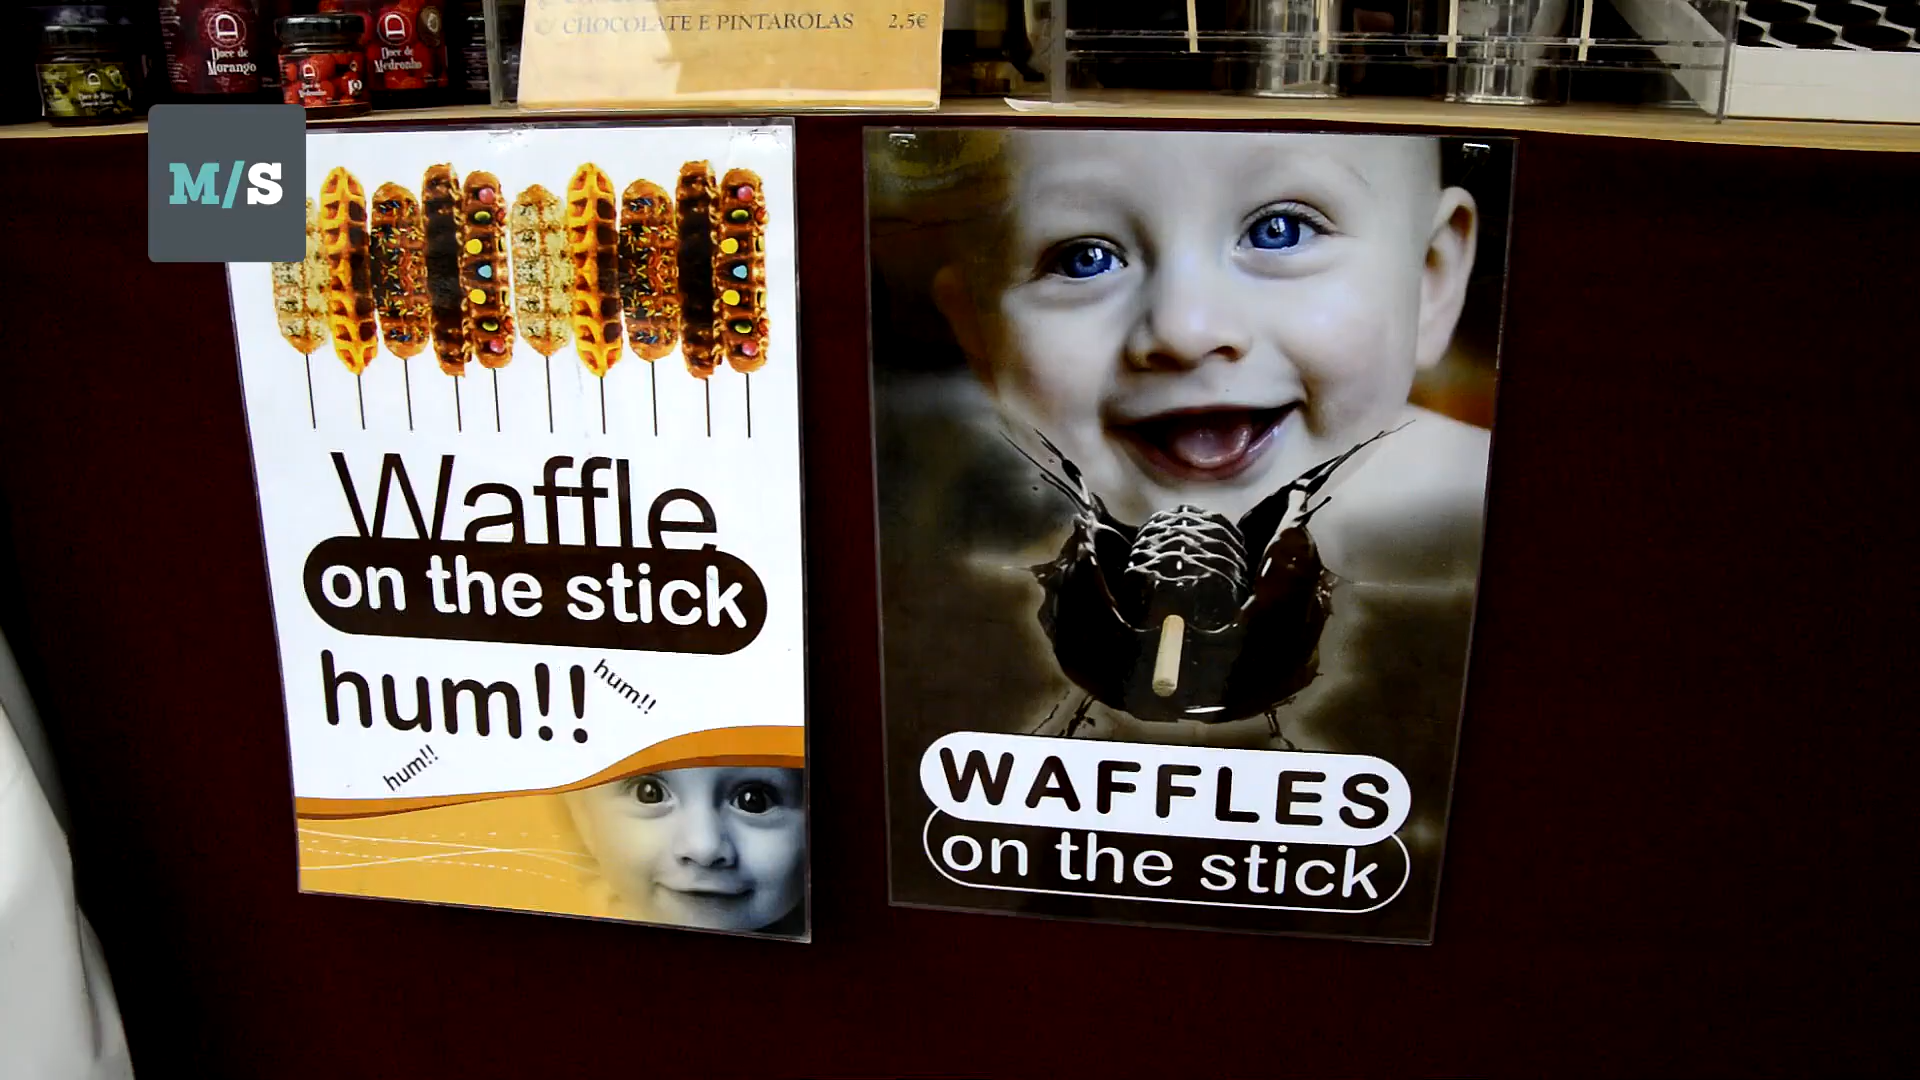 CHOCOLATE E PINTAROLAS 2,5€
Doce de
Morango
Doce de
Medronho
M/S
Waffle
on the stick
hum!!
hum!!
hum!!
WAFFLES
on the stick